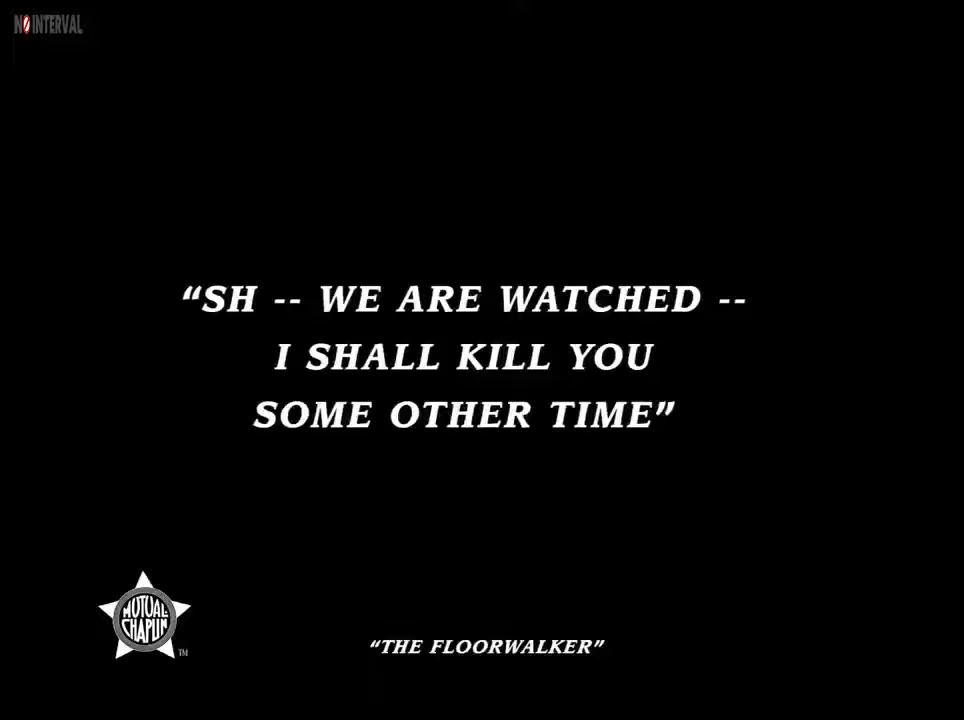 NO INTERVAL
“SH -- WE ARE WATCHED --
I SHALL KILL YOU
SOME OTHER TIME”
MUTUAL-
CHAPLIN
TM
“THE FLOORWALKER”